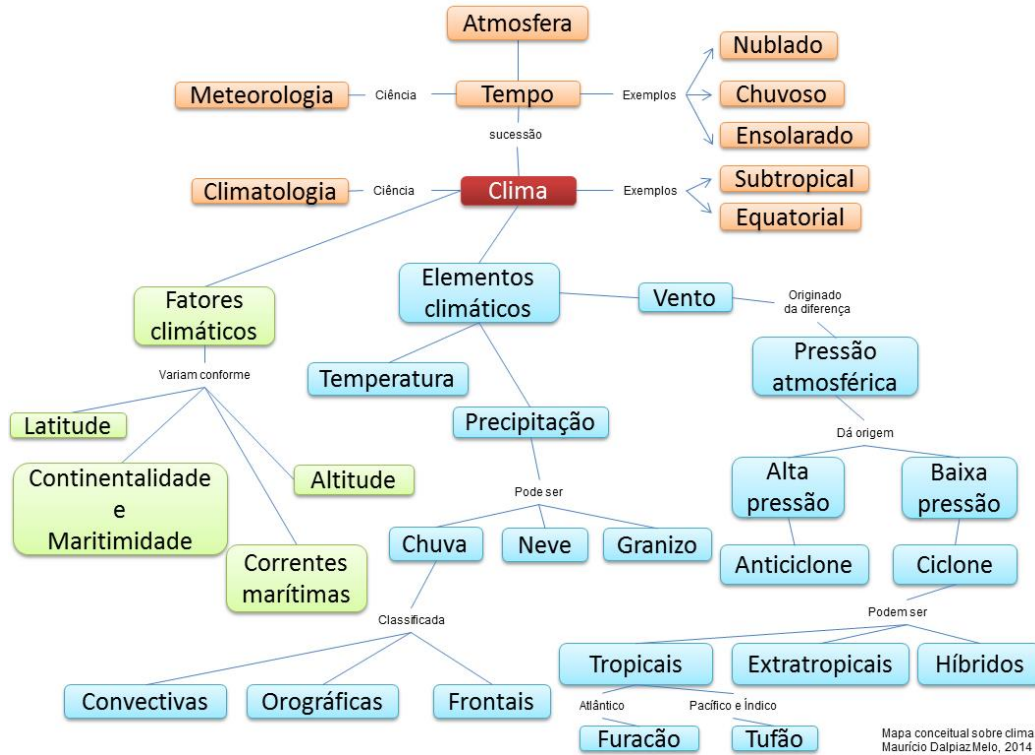 Atmosfera
Meteorologia
Ciência
Tempo
Exemplos
Nublado
Chuvoso
Ensolarado
sucessão
Climatologia
Ciência
Clima
Exemplos
Subtropical
Equatorial
Fatores
climáticos
Elementos
climáticos
Vento
Originado
da diferença
Pressão
atmosférica
Variam conforme
Latitude
Continentalidade
e
Maritimidade
Correntes
marítimas
Altitude
Temperatura
Precipitação
Pode ser
Chuva
Neve
Granizo
Classificada
Convectivas
Orográficas
Frontais
Dá origem
Alta
pressão
Baixa
pressão
Anticiclone
Ciclone
Podem ser
Tropicais
Extratropicais
Híbridos
Atlântico
Pacífico e Índico
Furacão
Tufão
Mapa conceitual sobre clima
Maurício Dalpiaz Melo, 2014